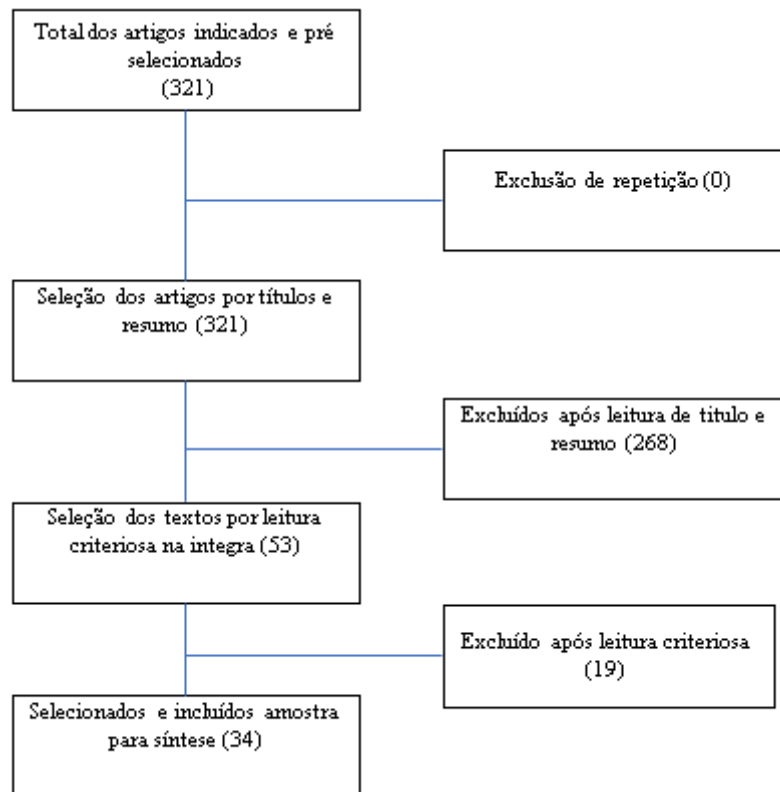 Total dos artigos indicados e pré
selecionados
(321)
Exclusão de repetição (0)
Seleção dos artigos por títulos e
resumo (321)
Excluídos após leitura de titulo e
resumo (268)
Seleção dos textos por leitura
criteriosa na integra (53)
Excluído após leitura criteriosa
(19)
Selecionados e incluídos amostra
para síntese (34)